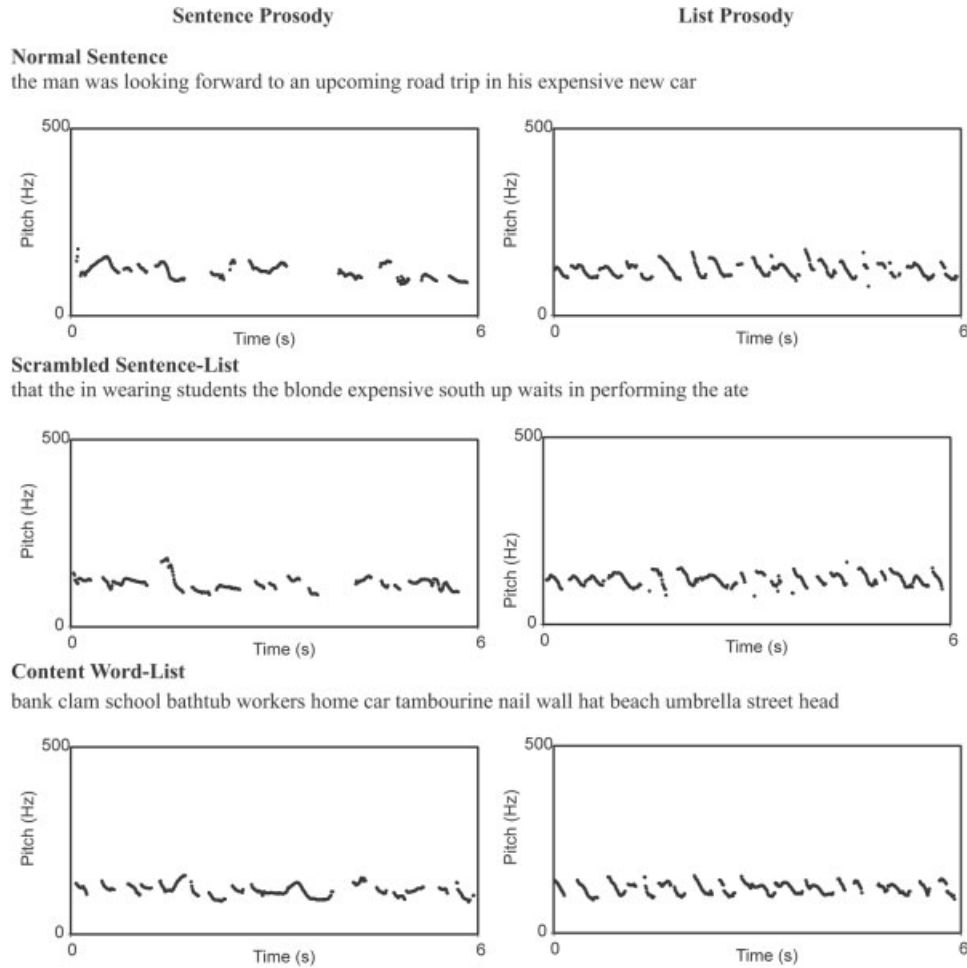 Sentence Prosody List Prosody
Normal Sentence
the man was looking forward to an upcoming road trip in his expensive new car
500 500
Pitch (Hz) Pitch (Hz)
0 0
0 6 0 6
Time (s) Time (s)
Scrambled Sentence-List
that the in wearing students the blonde expensive south up waits in performing the ate
500 500
Pitch (Hz) Pitch (Hz)
0 0
0 6 0 6
Time (s) Time (s)
Content Word-List
bank clam school bathtub workers home car tambourine nail wall hat beach umbrella street head
500 500
Pitch (Hz) Pitch (Hz)
0 0
0 6 0 6
Time (s) Time (s)